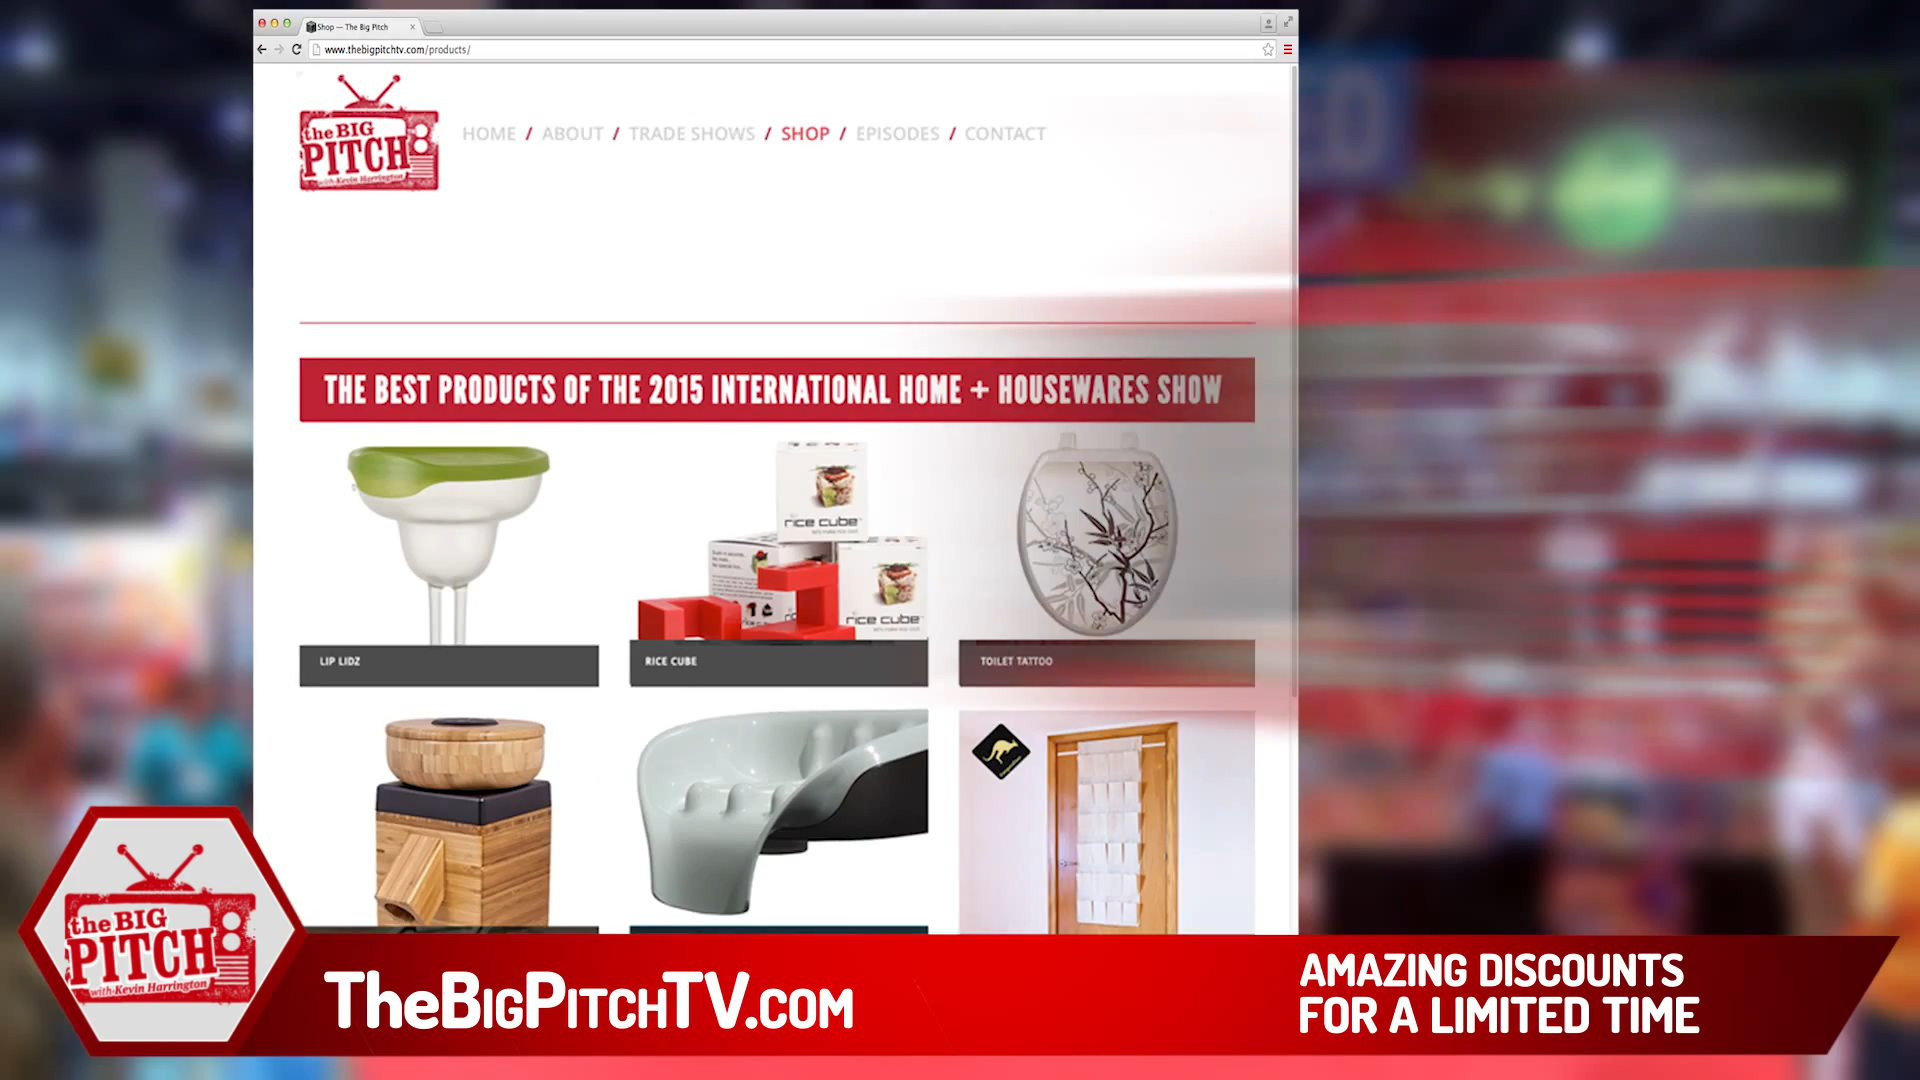 Shop — The Big Pitch
www.thebigpitchtv.com/products/
the BIG
PITCH
with Kevin Harrington
HOME / ABOUT / TRADE SHOWS / SHOP / EPISODES / CONTACT
THE BEST PRODUCTS OF THE 2015 INTERNATIONAL HOME + HOUSEWARES SHOW
rice cube
rice cube
LIP LIDZ
RICE CUBE
TOILET TATTOO
the BIG
PITCH
with Kevin Harrington
THEBIGPITCHTV.COM
AMAZING DISCOUNTS
FOR A LIMITED TIME